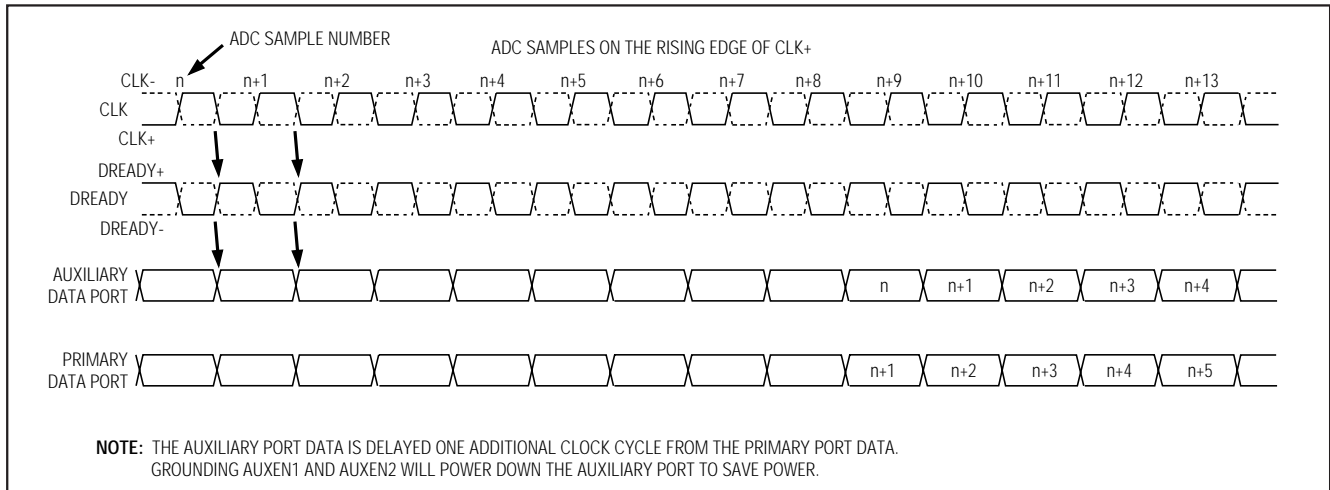 ADC SAMPLE NUMBER
ADC SAMPLES ON THE RISING EDGE OF CLK+
CLK- n n+1 n+2 n+3 n+4 n+5 n+6 n+7 n+8 n+9 n+10 n+11 n+12 n+13
CLK
CLK+
DREADY+
DREADY
DREADY-
AUXILIARY
DATA PORT n n+1 n+2 n+3 n+4
PRIMARY
DATA PORT n+1 n+2 n+3 n+4 n+5
NOTE: THE AUXILIARY PORT DATA IS DELAYED ONE ADDITIONAL CLOCK CYCLE FROM THE PRIMARY PORT DATA.
GROUNDING AUXEN1 AND AUXEN2 WILL POWER DOWN THE AUXILIARY PORT TO SAVE POWER.